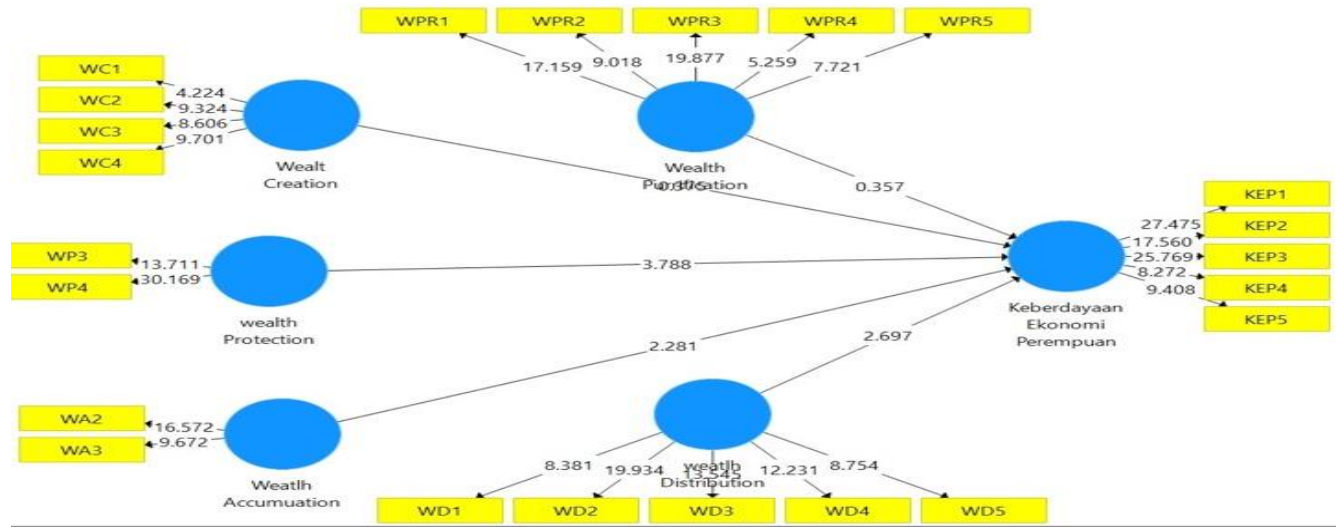 WPR1
WPR2
WPR3
WPR4
WPR5
17.159
9.018
19.877
5.259
7.721
WC1
WC2
WC3
WC4
4.224
9.324
8.606
9.701
Wealt
Creation
Wealth
Purification
0.357
WP3
WP4
13.711
30.169
wealth
Protection
3.788
KEP1
KEP2
KEP3
KEP4
KEP5
27.475
17.560
25.769
8.272
9.408
Keberdayaan
Ekonomi
Perempuan
2.281
2.697
WA2
WA3
16.572
9.672
Weatlh
Accumuation
weatlh
Distribution
8.381
19.934
13.545
12.231
8.754
WD1
WD2
WD3
WD4
WD5